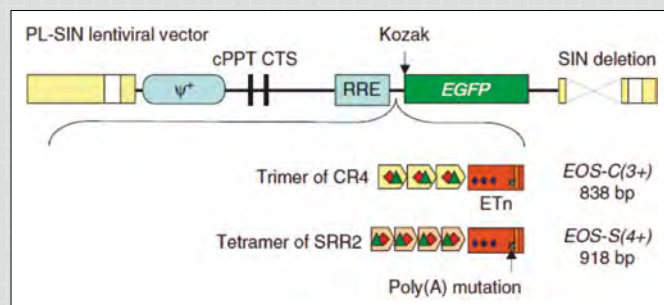 PL-SIN lentiviral vector
Kozak
cPPT CTS
SIN deletion
ψ+
RRE
EGFP
Trimer of CR4
EOS-C(3+)
838 bp
ETn
Tetramer of SRR2
EOS-S(4+)
918 bp
Poly(A) mutation